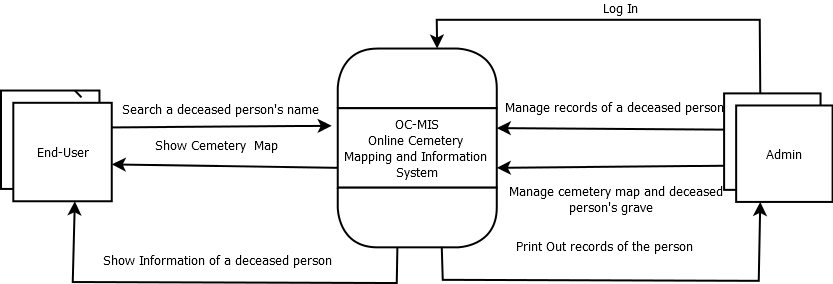 Log In
Search a deceased person's name
Manage records of a deceased person
OC-MIS
Online Cemetery
Mapping and Information
System
End-User
Show Cemetery Map
Admin
Manage cemetery map and deceased
person's grave
Print Out records of the person
Show Information of a deceased person